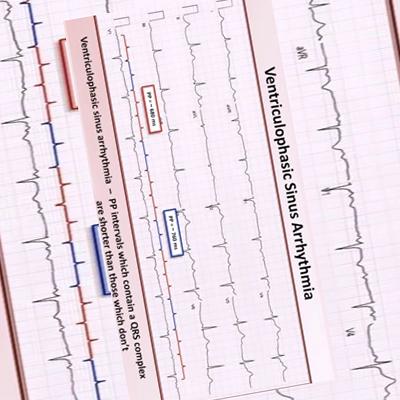 Ventriculophasic Sinus Arrhythmia
aVR
V4
PP = ~ 680 ms
PP = ~ 760 ms
Ventriculophasic sinus arrhythmia – PP intervals which contain a QRS complex
are shorter than those which don't